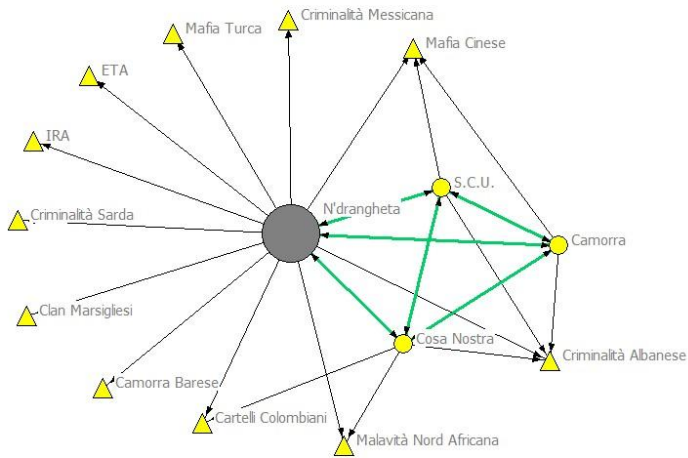 Criminalità Messicana
Mafia Turca
Mafia Cinese
ETA
IRA
S.C.U.
N'drangheta
Criminalità Sarda
Camorra
Clan Marsigliesi
Cosa Nostra
Criminalità Albanese
Camorra Barese
Cartelli Colombiani
Malavità Nord Africana